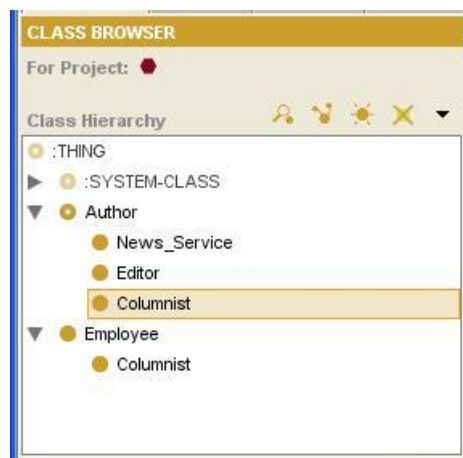 CLASS BROWSER
For Project:
Class Hierarchy
:THING
:SYSTEM-CLASS
Author
News_Service
Editor
Columnist
Employee
Columnist